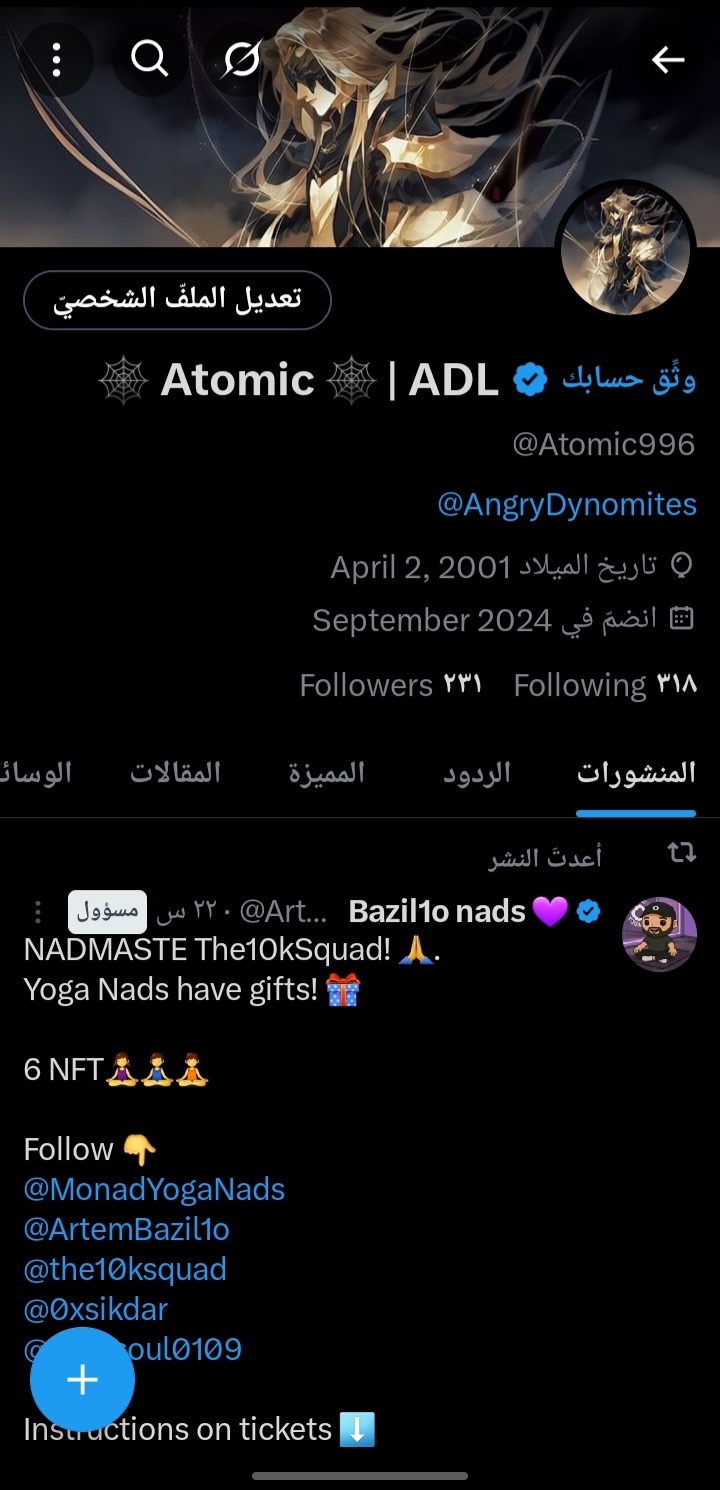 تعديل الملفّ الشخصيّ
🕸️ Atomic 🕸️ | ADL وثِّق حسابك
@Atomic996
@AngryDynomites
تاريخ الميلاد April 2, 2001
انضمّ في September 2024
٣١٨ Following ٢٣١ Followers
المنشورات الردود المميزة المقالات الوسائ
أعدتَ النشر
Bazil1o nads 💜 @Art... · ٢٢ س مسؤول
NADMASTE The10kSquad! 🙏.
Yoga Nads have gifts! 🎁
6 NFT🧘‍♀️🧘‍♂️🧘
Follow 👇
@MonadYogaNads
@ArtemBazil1o
@the10ksquad
@0xsikdar
@ oul0109
Instructions on tickets ⬇️